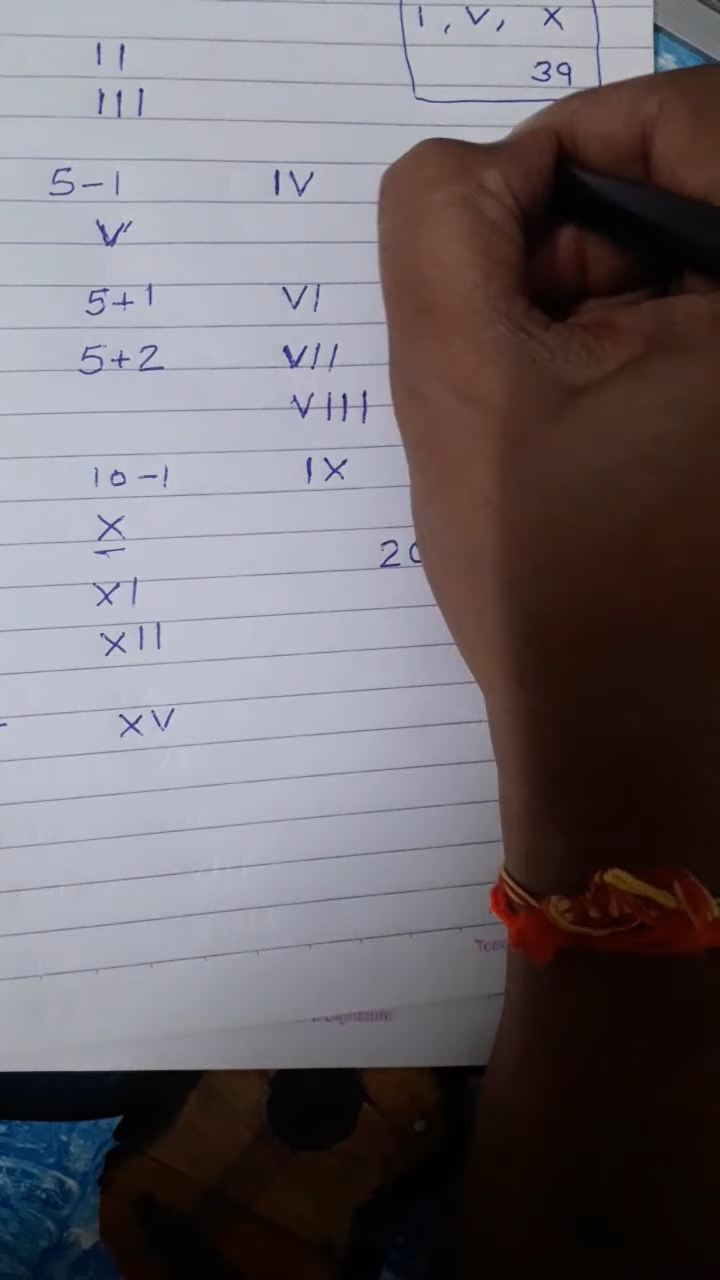 I, V, X
39
II
III
5-1 IV
V
5+1 VI
5+2 VII
VIII
10-1 IX
X
20
XI
XII
XV